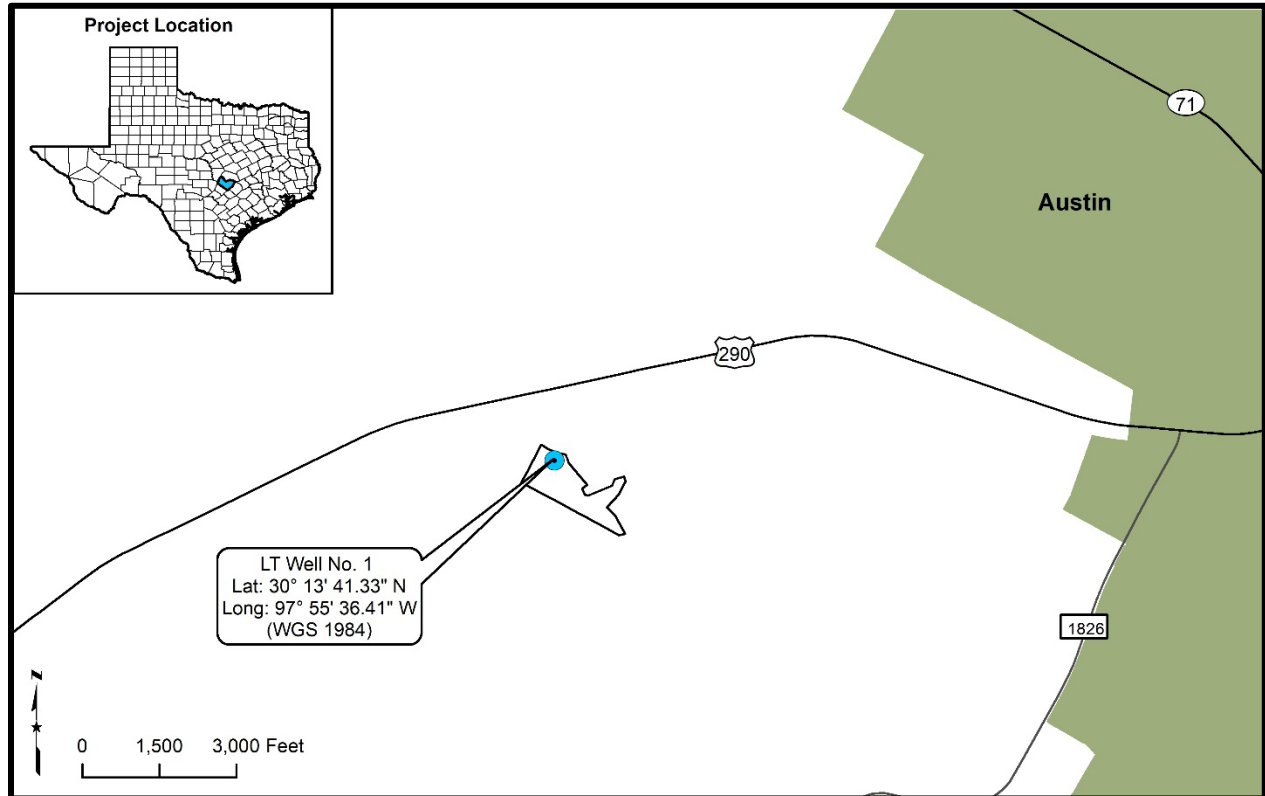 Project Location
71
Austin
290
LT Well No. 1
Lat: 30° 13' 41.33" N
Long: 97° 55' 36.41" W
(WGS 1984)
1826
N
0 1,500 3,000 Feet